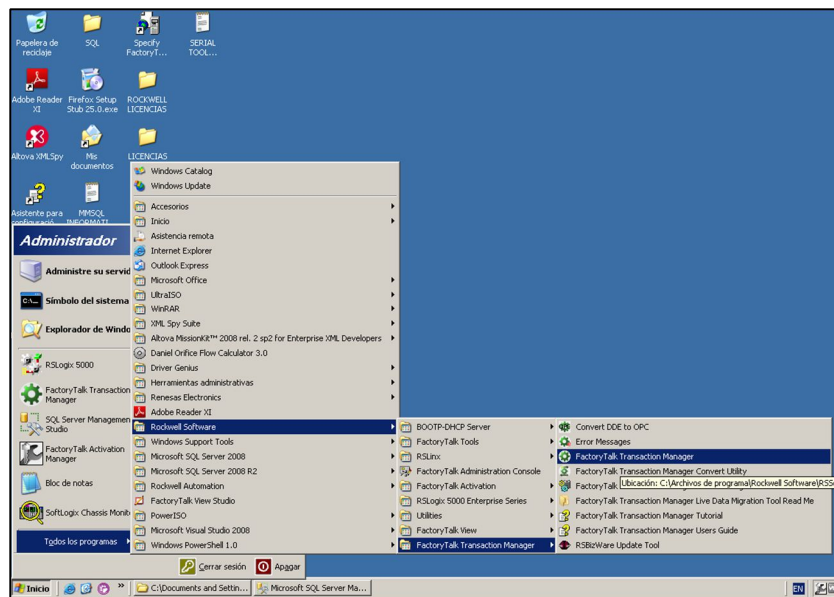 Papelera de
reciclaje
SQL
Specify
FactoryT...
SERIAL
TOOL...
Adobe Reader
XI
Firefox Setup
Stub 25.0.exe
ROCKWELL
LICENCIAS
Altova XMLSpy
Mis
documentos
LICENCIAS
Asistente para
MMSQL
Administrador
Administre su servid
Símbolo del sistema
Explorador de Windo
RSLogix 5000
FactoryTalk Transaction
Manager
SQL Server Managemen
Studio
FactoryTalk Activation
Manager
Bloc de notas
SoftLogix Chassis Monit
Todos los programas
Windows Catalog
Windows Update
Accesorios
Inicio
Asistencia remota
Internet Explorer
Outlook Express
Microsoft Office
UltraISO
WinRAR
XML Spy Suite
Altova MissionKit™ 2008 rel. 2 sp2 for Enterprise XML Developers
Daniel Orifice Flow Calculator 3.0
Driver Genius
Herramientas administrativas
Renesas Electronics
Adobe Reader XI
Rockwell Software
Windows Support Tools
Microsoft SQL Server 2008
Microsoft SQL Server 2008 R2
Rockwell Automation
FactoryTalk View Studio
PowerISO
Microsoft Visual Studio 2008
Windows PowerShell 1.0
BOOTP-DHCP Server
FactoryTalk Tools
RSLinx
FactoryTalk Administration Console
FactoryTalk Activation
RSLogix 5000 Enterprise Series
Utilities
FactoryTalk View
FactoryTalk Transaction Manager
Convert DDE to OPC
Error Messages
FactoryTalk Transaction Manager
FactoryTalk Transaction Manager Convert Utility
FactoryTalk
Ubicación: C:\Archivos de programa\Rockwell Software\RSS
FactoryTalk Transaction Manager Live Data Migration Tool Read Me
FactoryTalk Transaction Manager Tutorial
FactoryTalk Transaction Manager Users Guide
RSBizWare Update Tool
Cerrar sesión
Apagar
Inicio
»
C:\Documents and Settin...
Microsoft SQL Server Ma...
EN